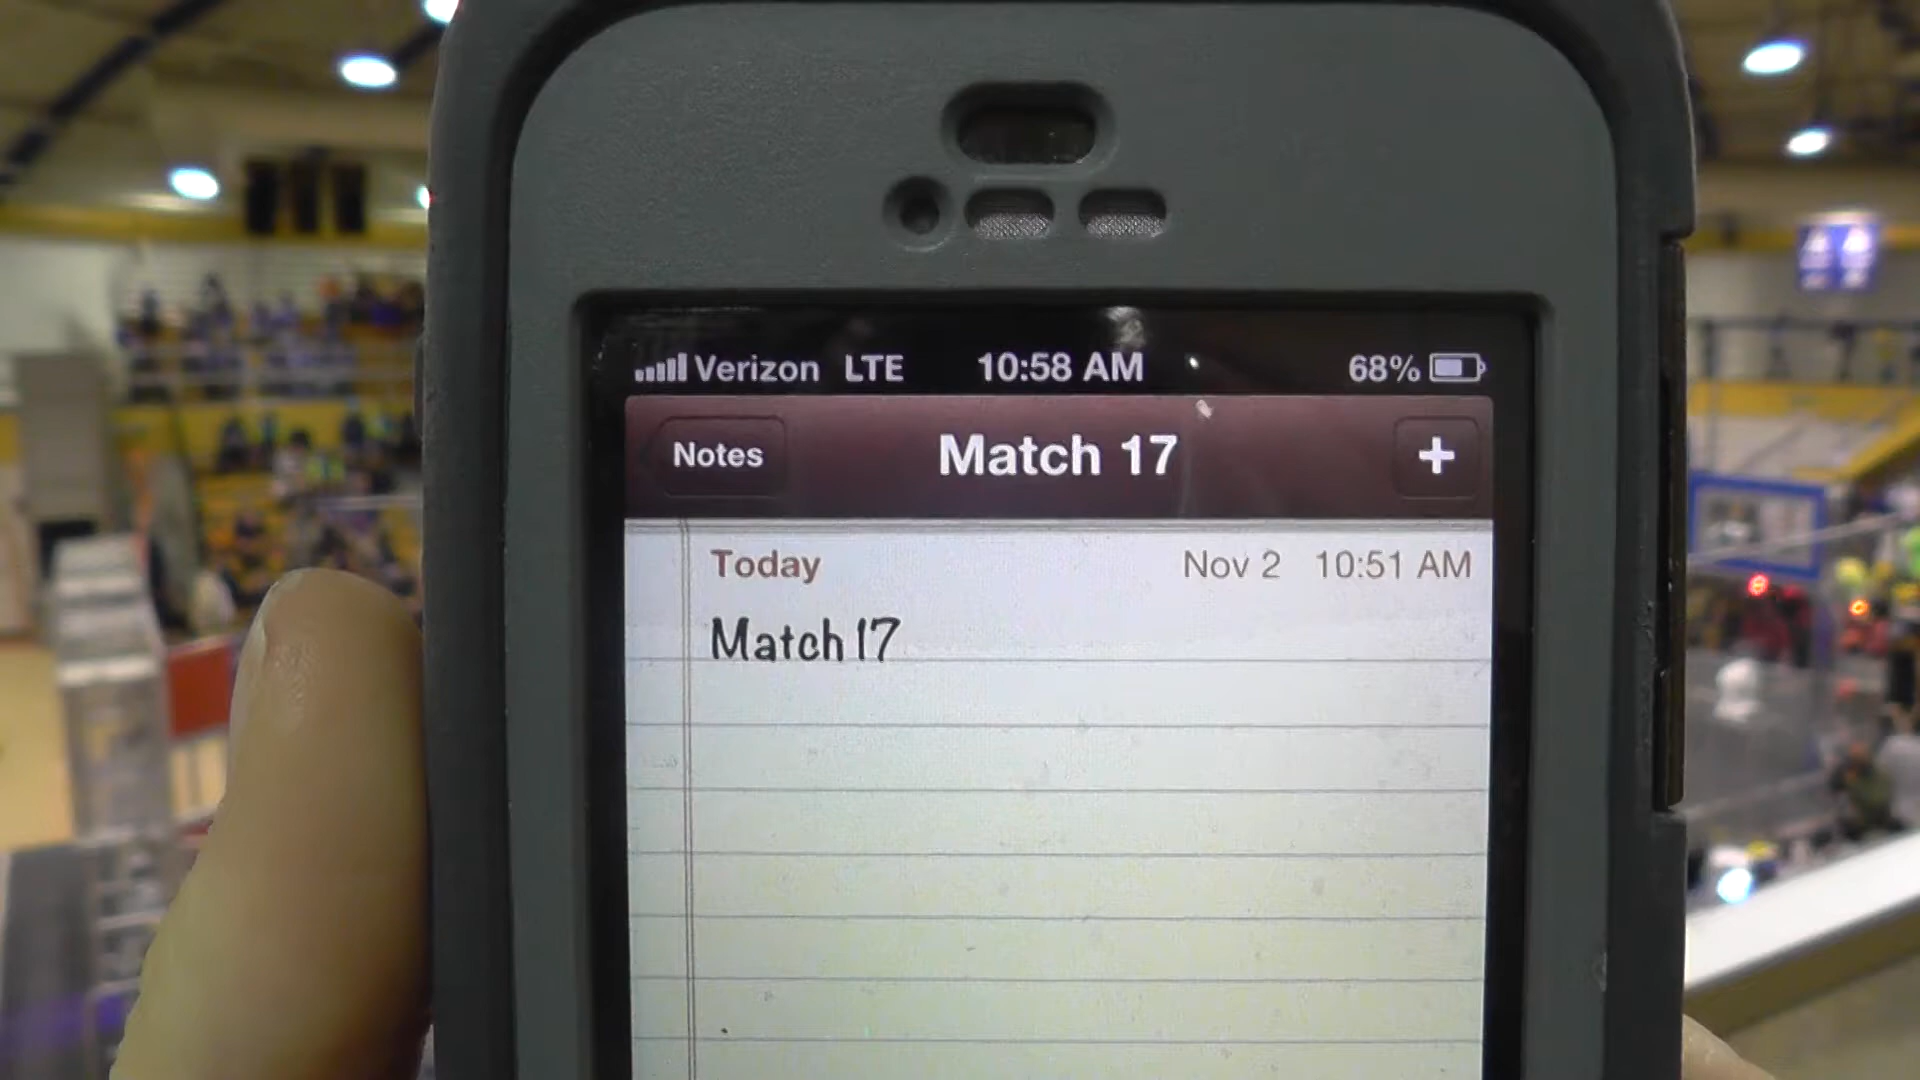 Verizon LTE 10:58 AM 68%
Notes Match 17 +
Today Nov 2 10:51 AM
Match 17